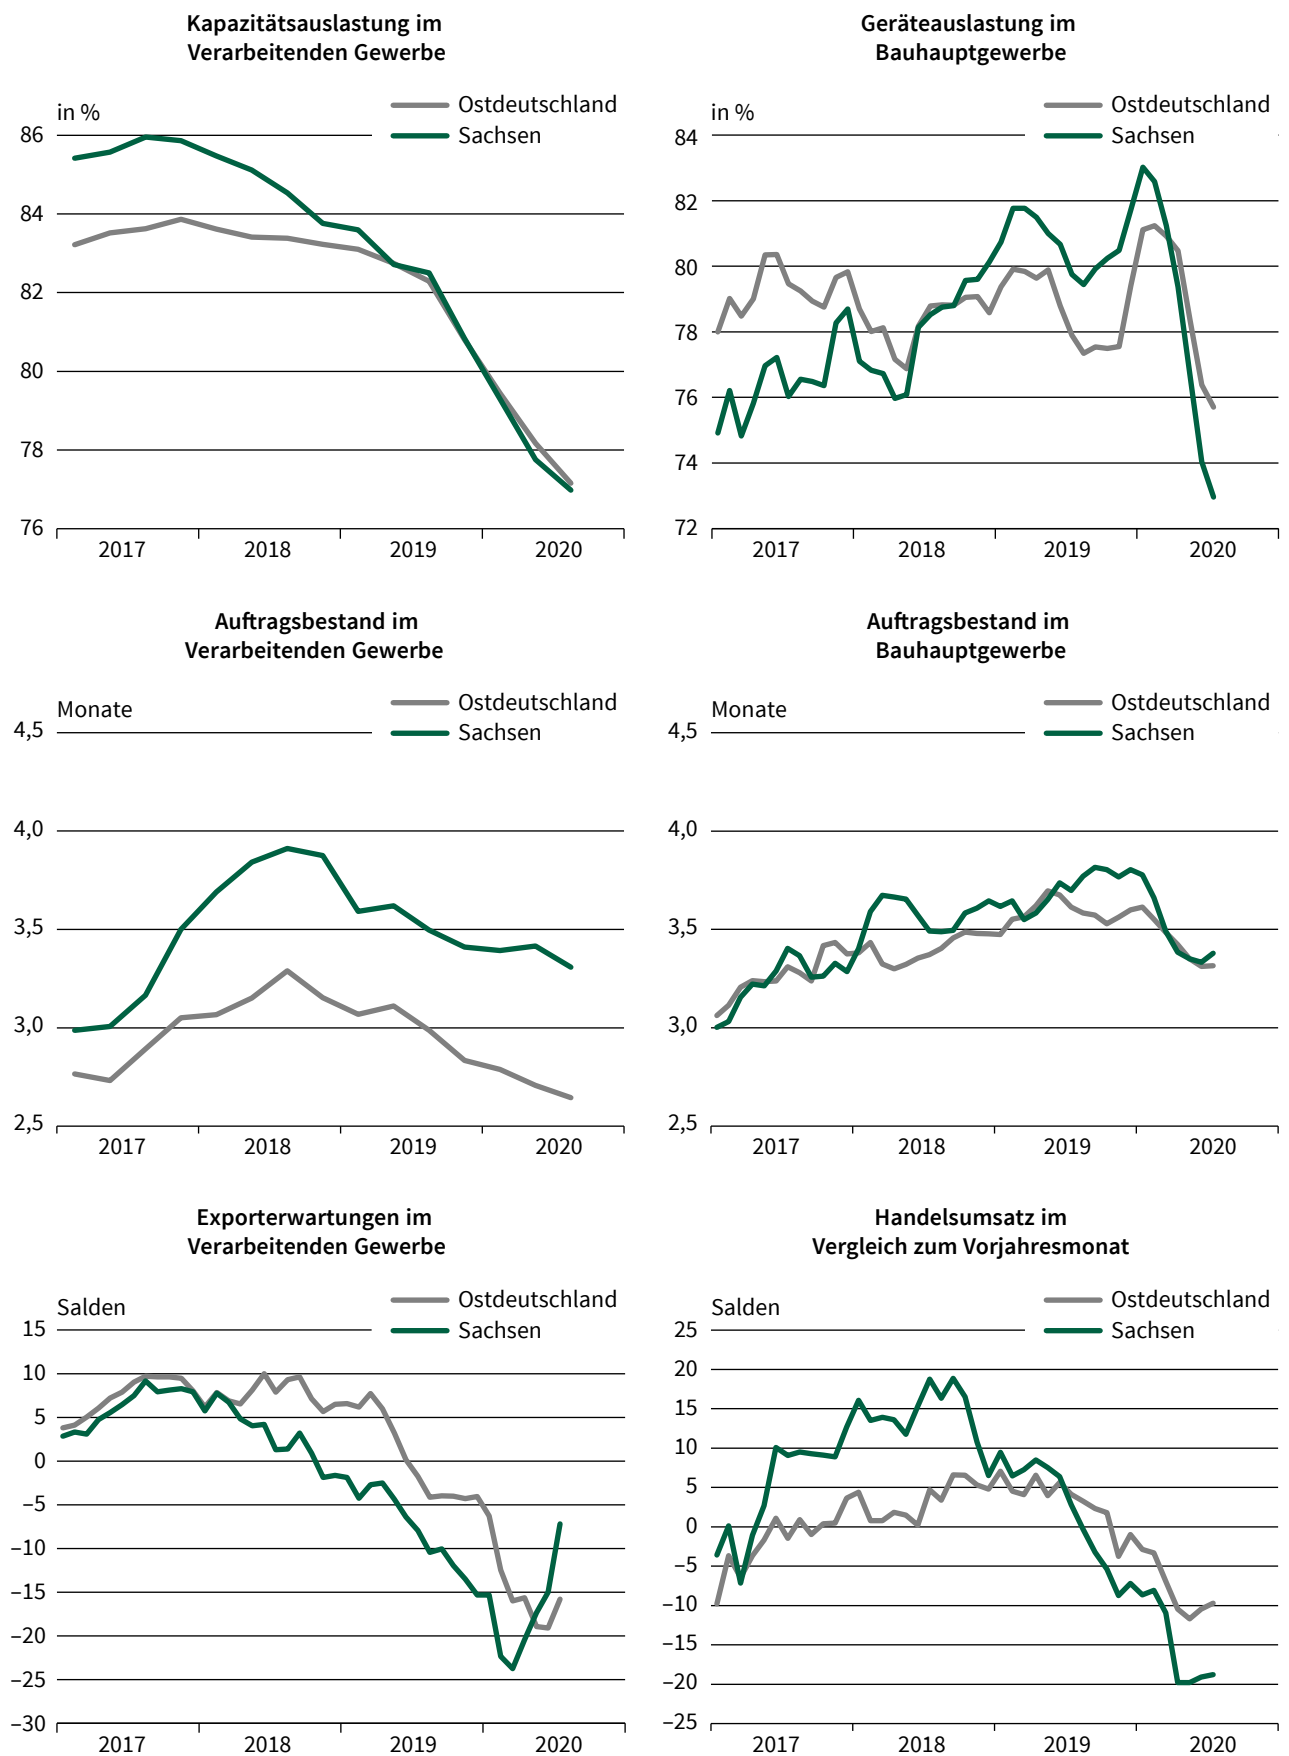 Kapazitätsauslastung im
Verarbeitenden Gewerbe
in %
Ostdeutschland
Sachsen
86
84
82
80
78
76
2017
2018
2019
2020
Geräteauslastung im
Bauhauptgewerbe
in %
Ostdeutschland
Sachsen
84
82
80
78
76
74
72
2017
2018
2019
2020
Auftragsbestand im
Verarbeitenden Gewerbe
Monate
Ostdeutschland
Sachsen
4,5
4,0
3,5
3,0
2,5
2017
2018
2019
2020
Auftragsbestand im
Bauhauptgewerbe
Monate
Ostdeutschland
Sachsen
4,5
4,0
3,5
3,0
2,5
2017
2018
2019
2020
Exporterwartungen im
Verarbeitenden Gewerbe
Salden
Ostdeutschland
Sachsen
15
10
5
0
–5
–10
–15
–20
–25
–30
2017
2018
2019
2020
Handelsumsatz im
Vergleich zum Vorjahresmonat
Salden
Ostdeutschland
Sachsen
25
20
15
10
5
0
–5
–10
–15
–20
–25
2017
2018
2019
2020